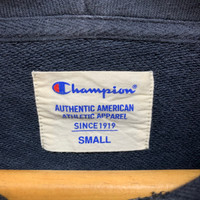 Champion
AUTHENTIC AMERICAN
ATHLETIC APPAREL
SINCE 1919
SMALL